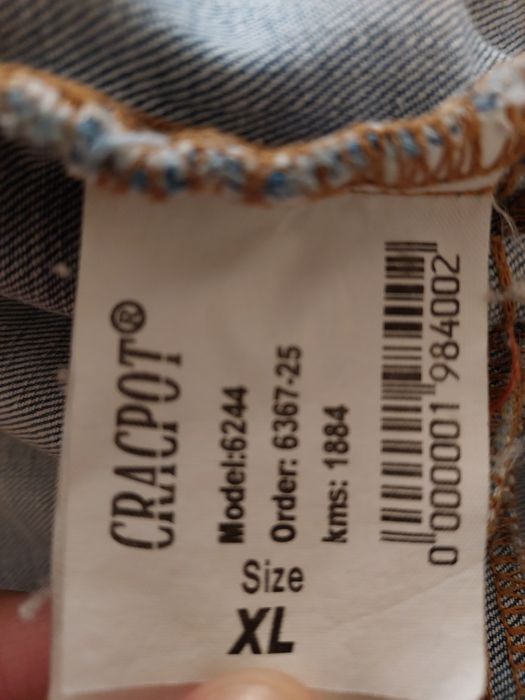 CRACPOT®
Model:6244
Order: 6367-25
kms: 1884
0 000001 984002
Size
XL